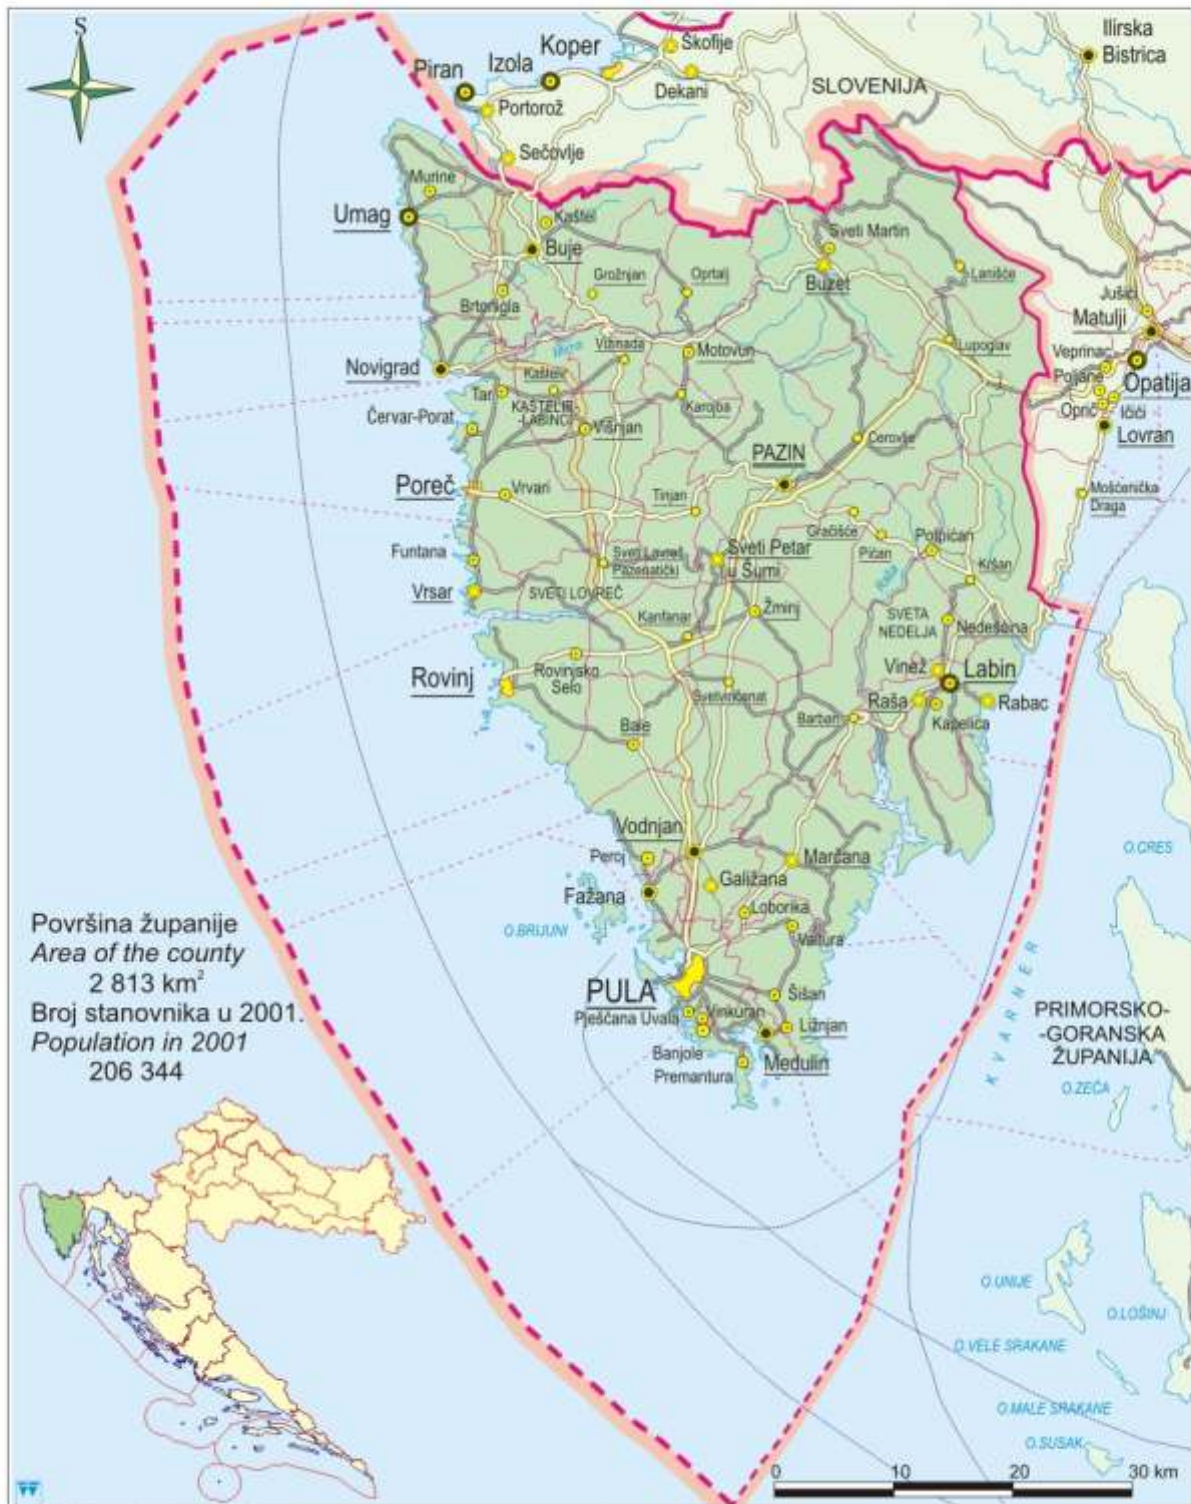 S
Koper
Škofije
Ilirska
Bistrica
Piran
Izola
Dekani
SLOVENIJA
Portorož
Sečovlje
Murine
Umag
Kaštel
Buje
Sveti Martin
Buzet
Lanišće
Grožnjan
Oprtalj
Brtonigla
Jušići
Matulji
Mirna
Vižinada
Motovun
Lupoglav
Veprinac
Poljane
Opatija
Novigrad
Kaštelir
Tar
KAŠTELIR-
-LABINCI
Karojba
Oprič
Ičići
Lovran
Červar-Porat
Višnjan
Cerovlje
PAZIN
Poreč
Vrvari
Tinjan
Mošćenička
Draga
Gračišće
Pićan
Potpićan
Funtana
Sveti Lovreč
Pazenatički
Sveti Petar
u Šumi
Raša
Kršan
Vrsar
SVETI LOVREČ
Kanfanar
Žminj
SVETA
NEDELJA
Nedešćina
Rovinj
Rovinjsko
Selo
Svetvinčenat
Vinež
Labin
Raša
Rabac
Kapelica
Bale
Barban
Vodnjan
Peroj
Marčana
O.CRES
Fažana
Galižana
Loborika
Valtura
O.BRIJUNI
Površina županije
Area of the county
2 813 km²
Broj stanovnika u 2001.
Population in 2001
206 344
PULA
Šišan
Pješčana Uvala
Vinkuran
Ližnjan
Banjole
Medulin
Premantura
KVARNER
PRIMORSKO-
-GORANSKA
ŽUPANIJA
O.ZEČA
O.UNIJE
O.LOŠINJ
O.VELE SRAKANE
O.MALE SRAKANE
O.SUSAK
0 10 20 30 km